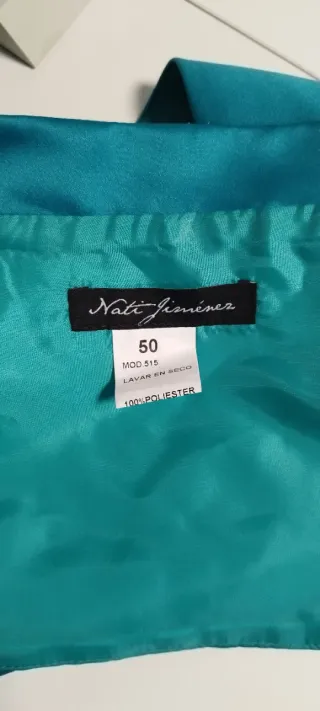 Nati Jiménez
50
MOD 515
LAVAR EN SECO
100%POLIESTER